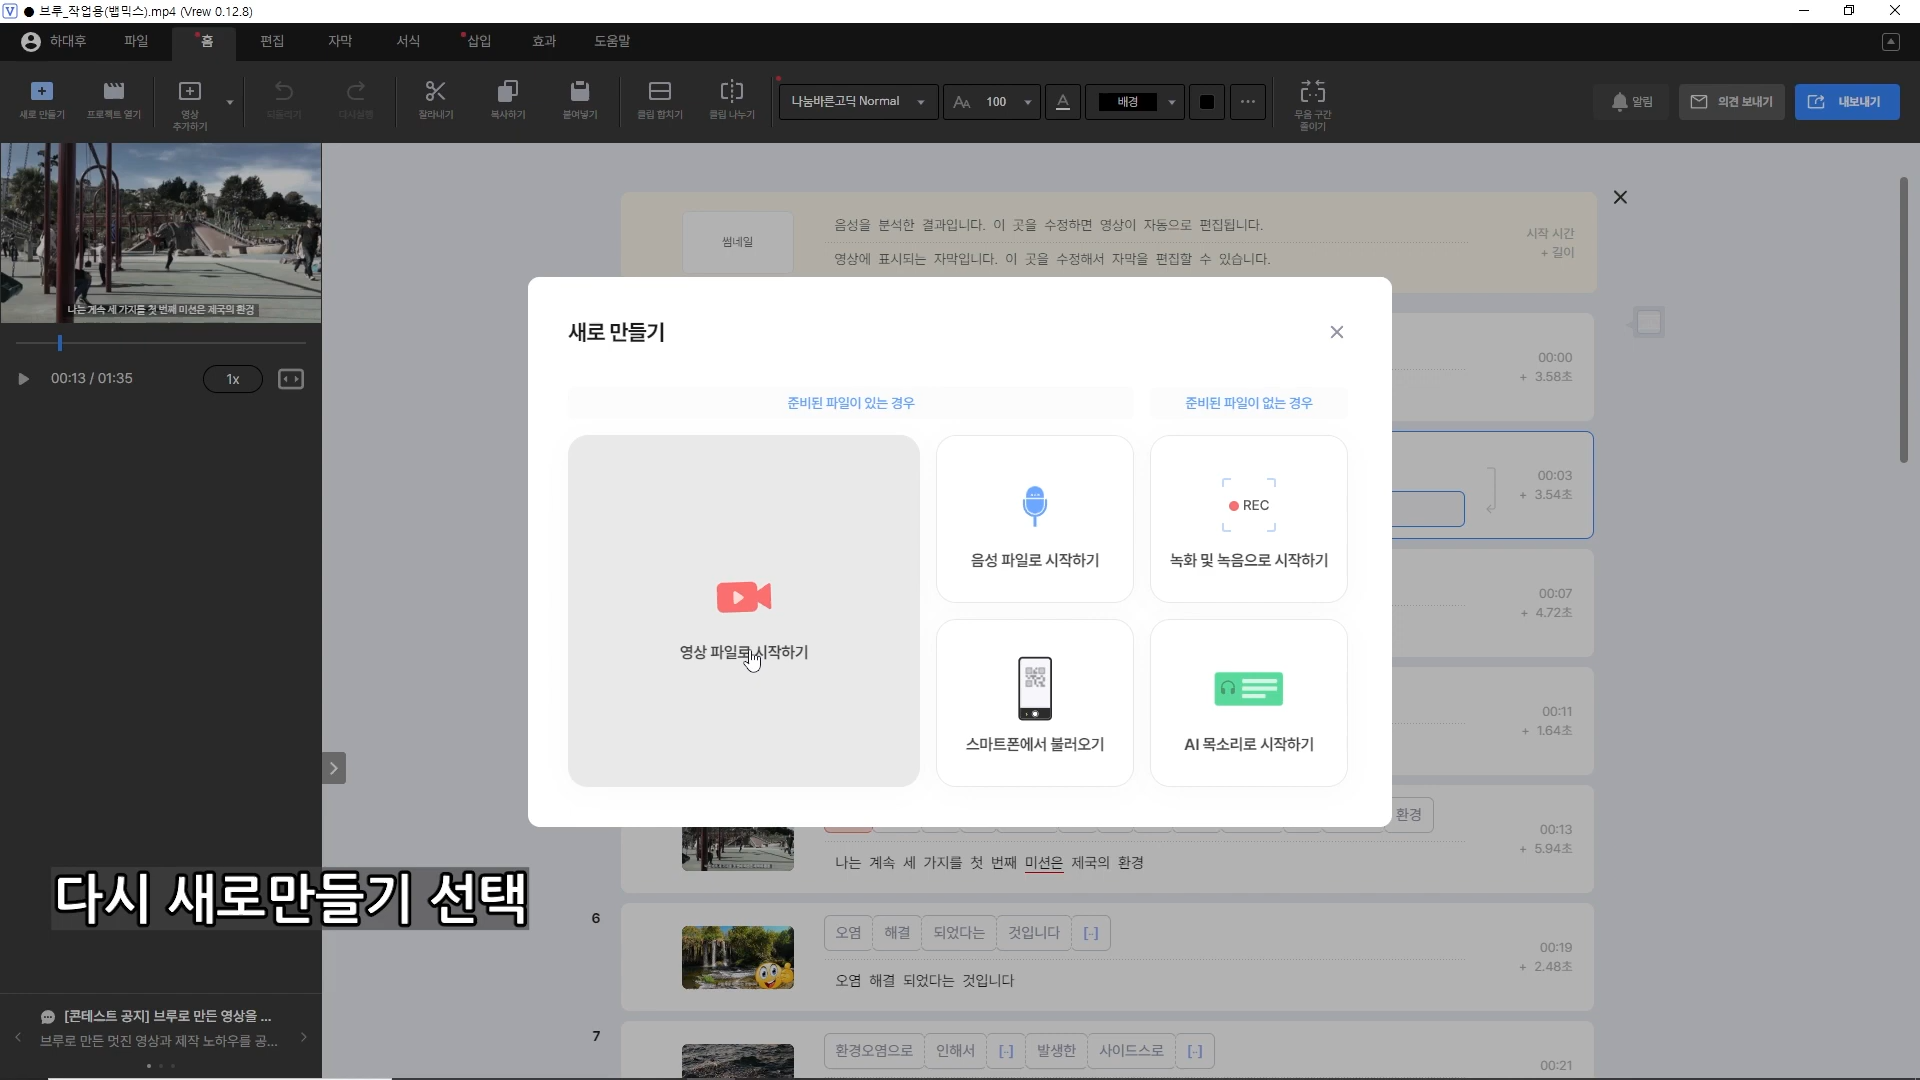 브루_작업용(뱁믹스).mp4 (Vrew 0.12.8)
하대후 파일 홈 편집 자막 서식 삽입 효과 도움말
새로 만들기 프로젝트 열기 영상 추가하기 되돌리기 다시실행 잘라내기 복사하기 붙여넣기 클립 합치기 클립 나누기 나눔바른고딕 Normal 100 배경 무음 구간 줄이기 알림 의견 보내기 내보내기
나는 계속 세 가지를 첫 번째 미션은 제국의 환경
00:13 / 01:35 1x
썸네일
음성을 분석한 결과입니다. 이 곳을 수정하면 영상이 자동으로 편집됩니다.
영상에 표시되는 자막입니다. 이 곳을 수정해서 자막을 편집할 수 있습니다.
시작 시간
+ 길이
새로 만들기
준비된 파일이 있는 경우
준비된 파일이 없는 경우
영상 파일로 시작하기
음성 파일로 시작하기
REC
녹화 및 녹음으로 시작하기
스마트폰에서 불러오기
AI 목소리로 시작하기
00:00
+ 3.58초
00:03
+ 3.54초
00:07
+ 4.72초
00:11
+ 1.64초
환경
00:13
+ 5.94초
나는 계속 세 가지를 첫 번째 미션은 제국의 환경
다시 새로만들기 선택
6
오염 해결 되었다는 것입니다 [··]
오염 해결 되었다는 것입니다
00:19
+ 2.48초
7
환경오염으로 인해서 [··] 발생한 사이드스로 [··]
00:21
[콘테스트 공지] 브루로 만든 영상을 ...
브루로 만든 멋진 영상과 제작 노하우를 공...